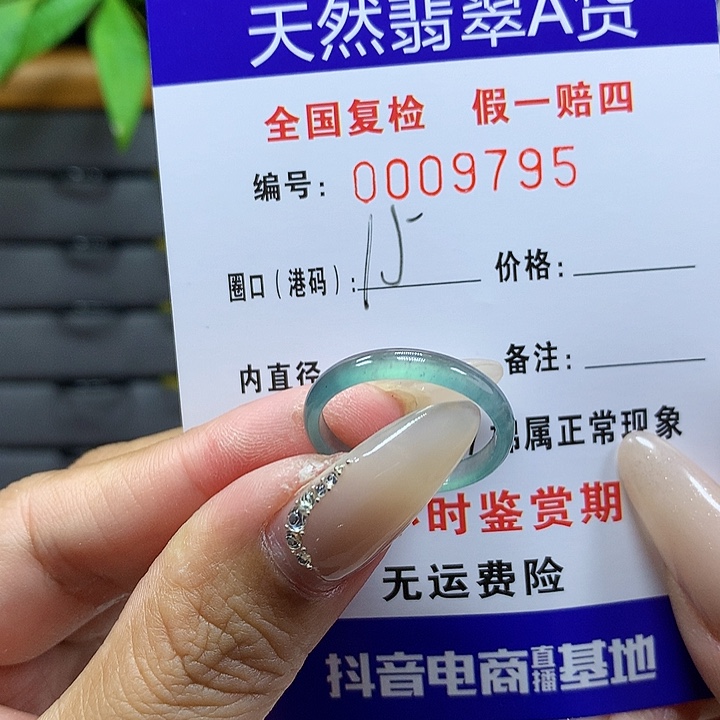 天然翡翠A货
全国复检 假一赔四
编号: 0009795
圈口(港码): 15 价格:
内直径 备注:
属正常现象
时鉴赏期
无运费险
抖音电商直播基地